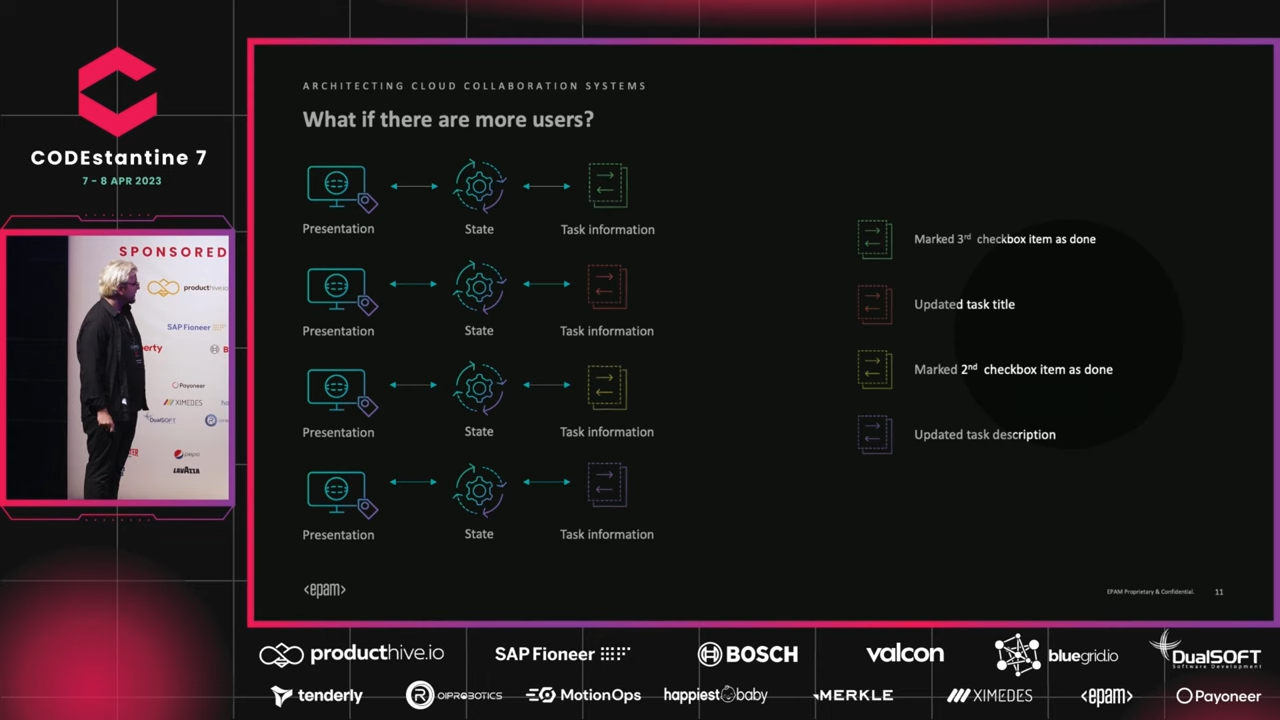 CODEstantine 7
7 - 8 APR 2023
SPONSORED
producthive.io
SAP Fioneer
B
Payoneer
XIMEDES
DualSOFT
pepsi
LAVAZZA
ARCHITECTING CLOUD COLLABORATION SYSTEMS
What if there are more users?
Presentation State Task information
Presentation State Task information
Presentation State Task information
Presentation State Task information
Marked 3rd checkbox item as done
Updated task title
Marked 2nd checkbox item as done
Updated task description
<epam>
EPAM Proprietary & Confidential. 11
producthive.io SAP Fioneer BOSCH valcon bluegrid.io DualSOFT
Software Development
tenderly OIPROBOTICS MotionOps happiest baby MERKLE XIMEDES <epam> Payoneer